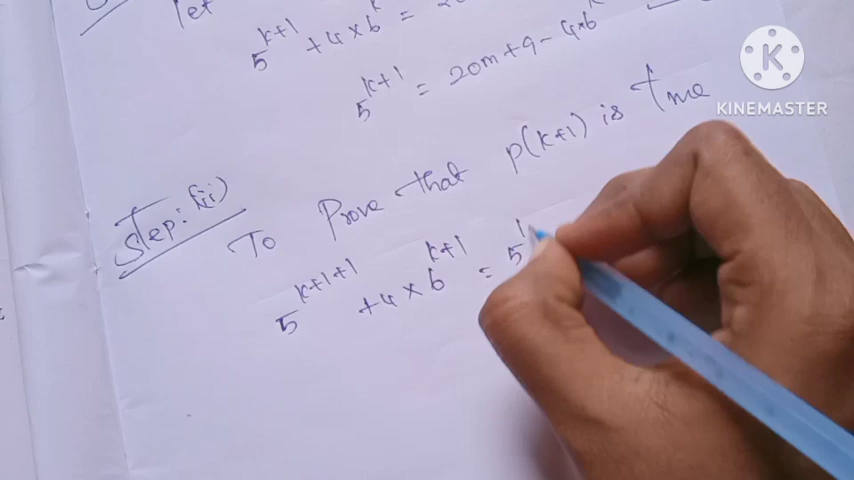 let
5^{k+1} + 4 × 6^k =
5^{k+1} = 20m + 9 - 4×6^k
K
KINEMASTER
Step: (ii)
To Prove that p(k+1) is True
5^{k+1+1} + 4 × 6^{k+1} = 5